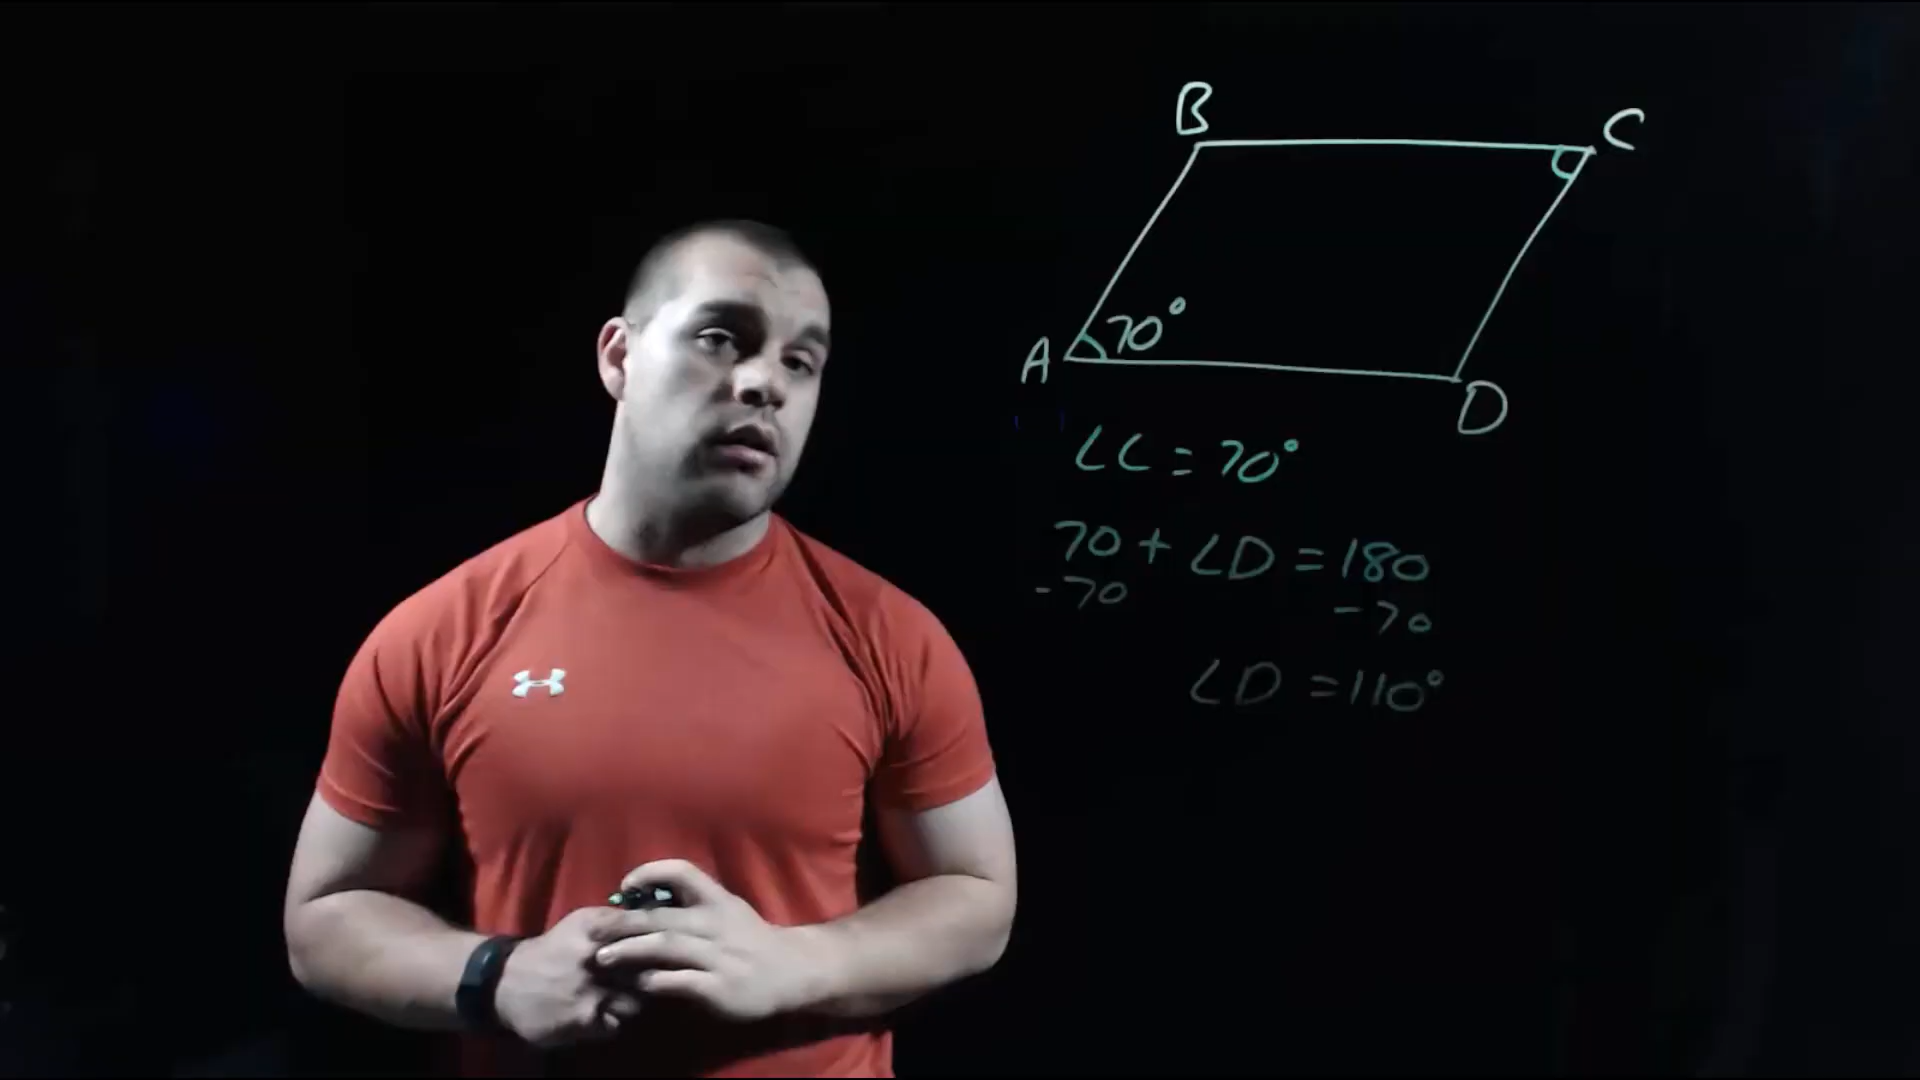 B
C
A 70°
D
∠C = 70°
70 + ∠D = 180
-70 -70
∠D = 110°